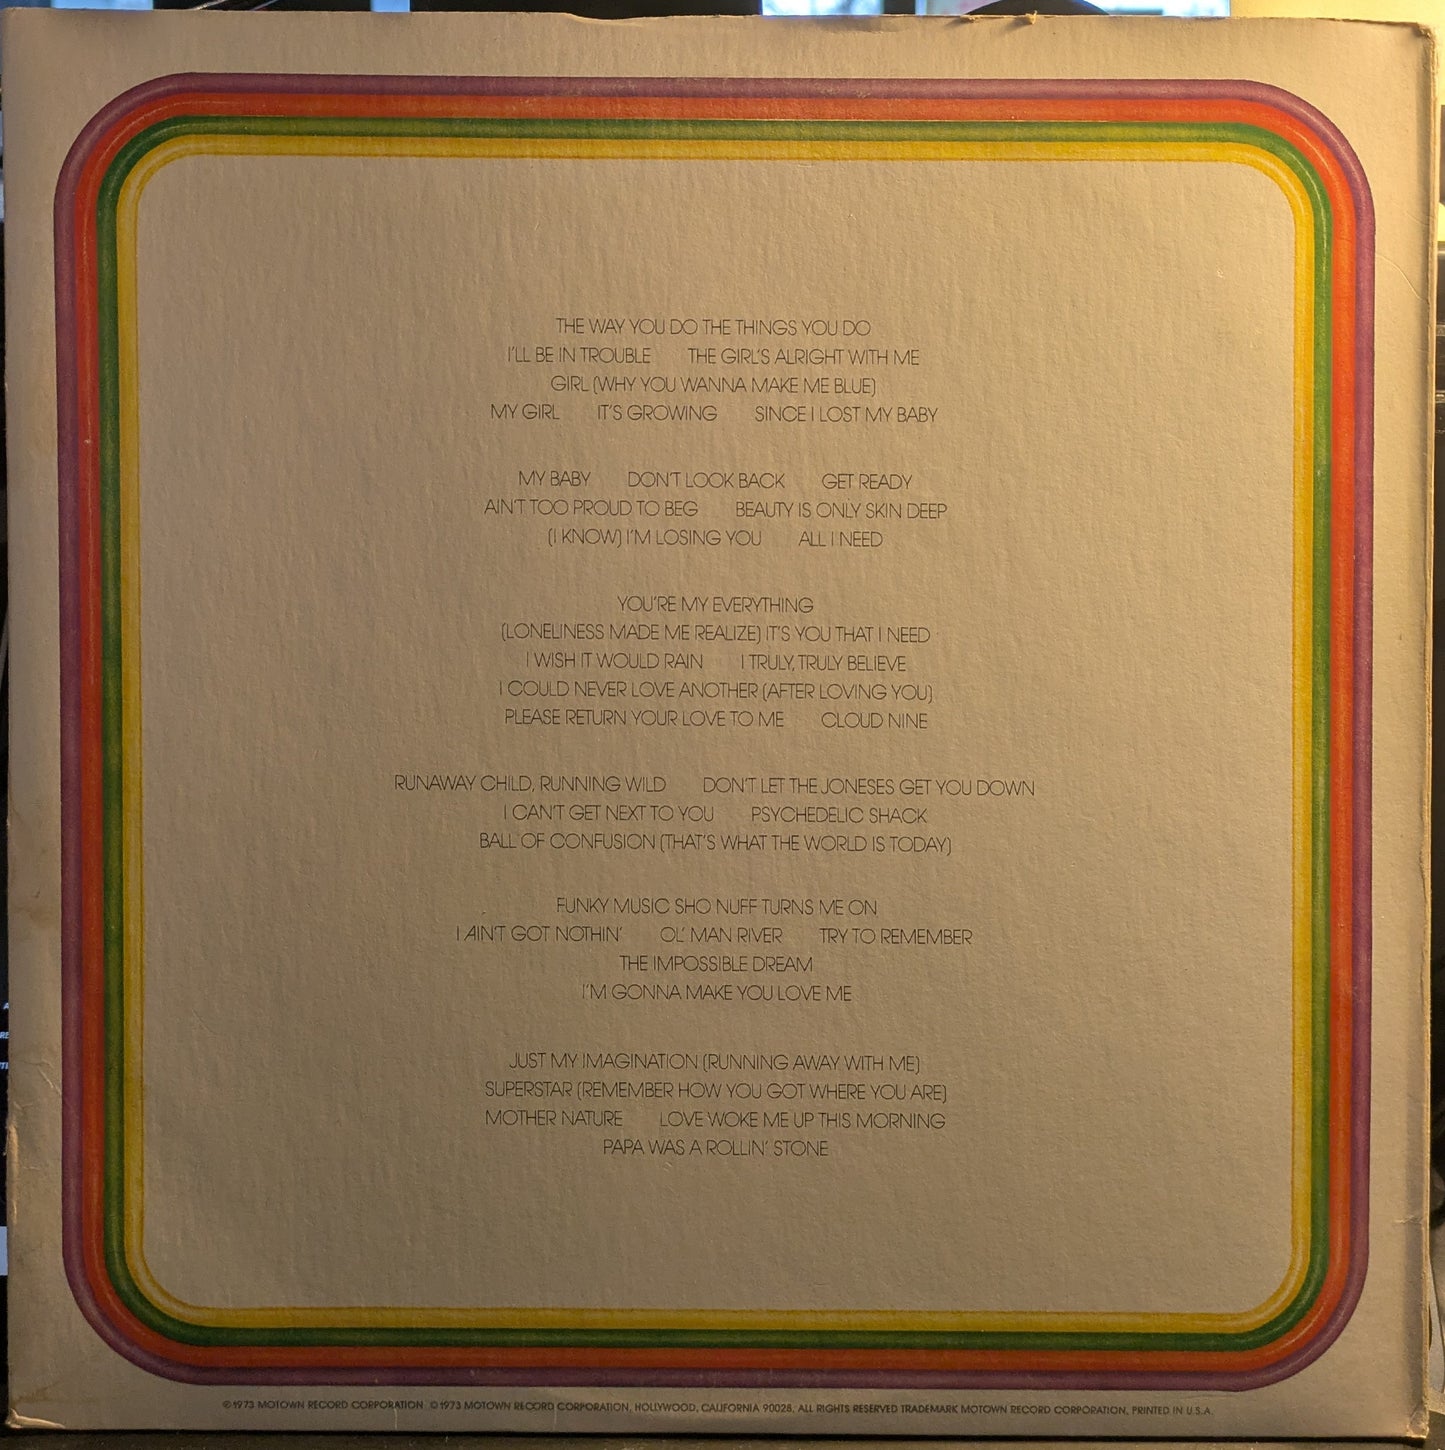 THE WAY YOU DO THE THINGS YOU DO
I'LL BE IN TROUBLE THE GIRL'S ALRIGHT WITH ME
GIRL (WHY YOU WANNA MAKE ME BLUE)
MY GIRL IT'S GROWING SINCE I LOST MY BABY
MY BABY DON'T LOOK BACK GET READY
AIN'T TOO PROUD TO BEG BEAUTY IS ONLY SKIN DEEP
(I KNOW) I'M LOSING YOU ALL I NEED
YOU'RE MY EVERYTHING
(LONELINESS MADE ME REALIZE) IT'S YOU THAT I NEED
I WISH IT WOULD RAIN I TRULY, TRULY BELIEVE
I COULD NEVER LOVE ANOTHER (AFTER LOVING YOU)
PLEASE RETURN YOUR LOVE TO ME CLOUD NINE
RUNAWAY CHILD, RUNNING WILD DON'T LET THE JONESES GET YOU DOWN
I CAN'T GET NEXT TO YOU PSYCHEDELIC SHACK
BALL OF CONFUSION (THAT'S WHAT THE WORLD IS TODAY)
FUNKY MUSIC SHO NUFF TURNS ME ON
I AIN'T GOT NOTHIN' OL' MAN RIVER TRY TO REMEMBER
THE IMPOSSIBLE DREAM
I'M GONNA MAKE YOU LOVE ME
JUST MY IMAGINATION (RUNNING AWAY WITH ME)
SUPERSTAR (REMEMBER HOW YOU GOT WHERE YOU ARE)
MOTHER NATURE LOVE WOKE ME UP THIS MORNING
PAPA WAS A ROLLIN' STONE
℗1973 MOTOWN RECORD CORPORATION ©1973 MOTOWN RECORD CORPORATION, HOLLYWOOD, CALIFORNIA 90028, ALL RIGHTS RESERVED TRADEMARK MOTOWN RECORD CORPORATION, PRINTED IN U.S.A.